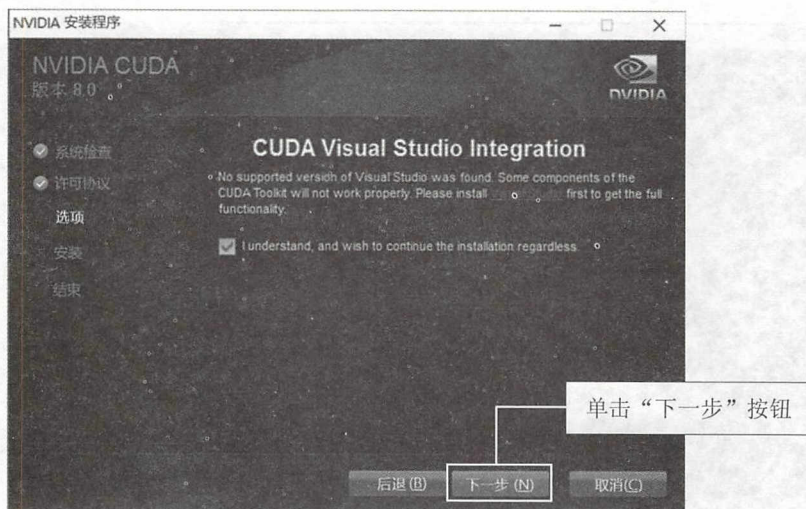 NVIDIA 安装程序
NVIDIA CUDA
版本 8.0
NVIDIA
系统检查
许可协议
选项
安装
结束
CUDA Visual Studio Integration
No supported version of Visual Studio was found. Some components of the
CUDA Toolkit will not work properly. Please install first to get the full
functionality.
I understand, and wish to continue the installation regardless.
单击“下一步”按钮
后退(B)
下一步(N)
取消(C)